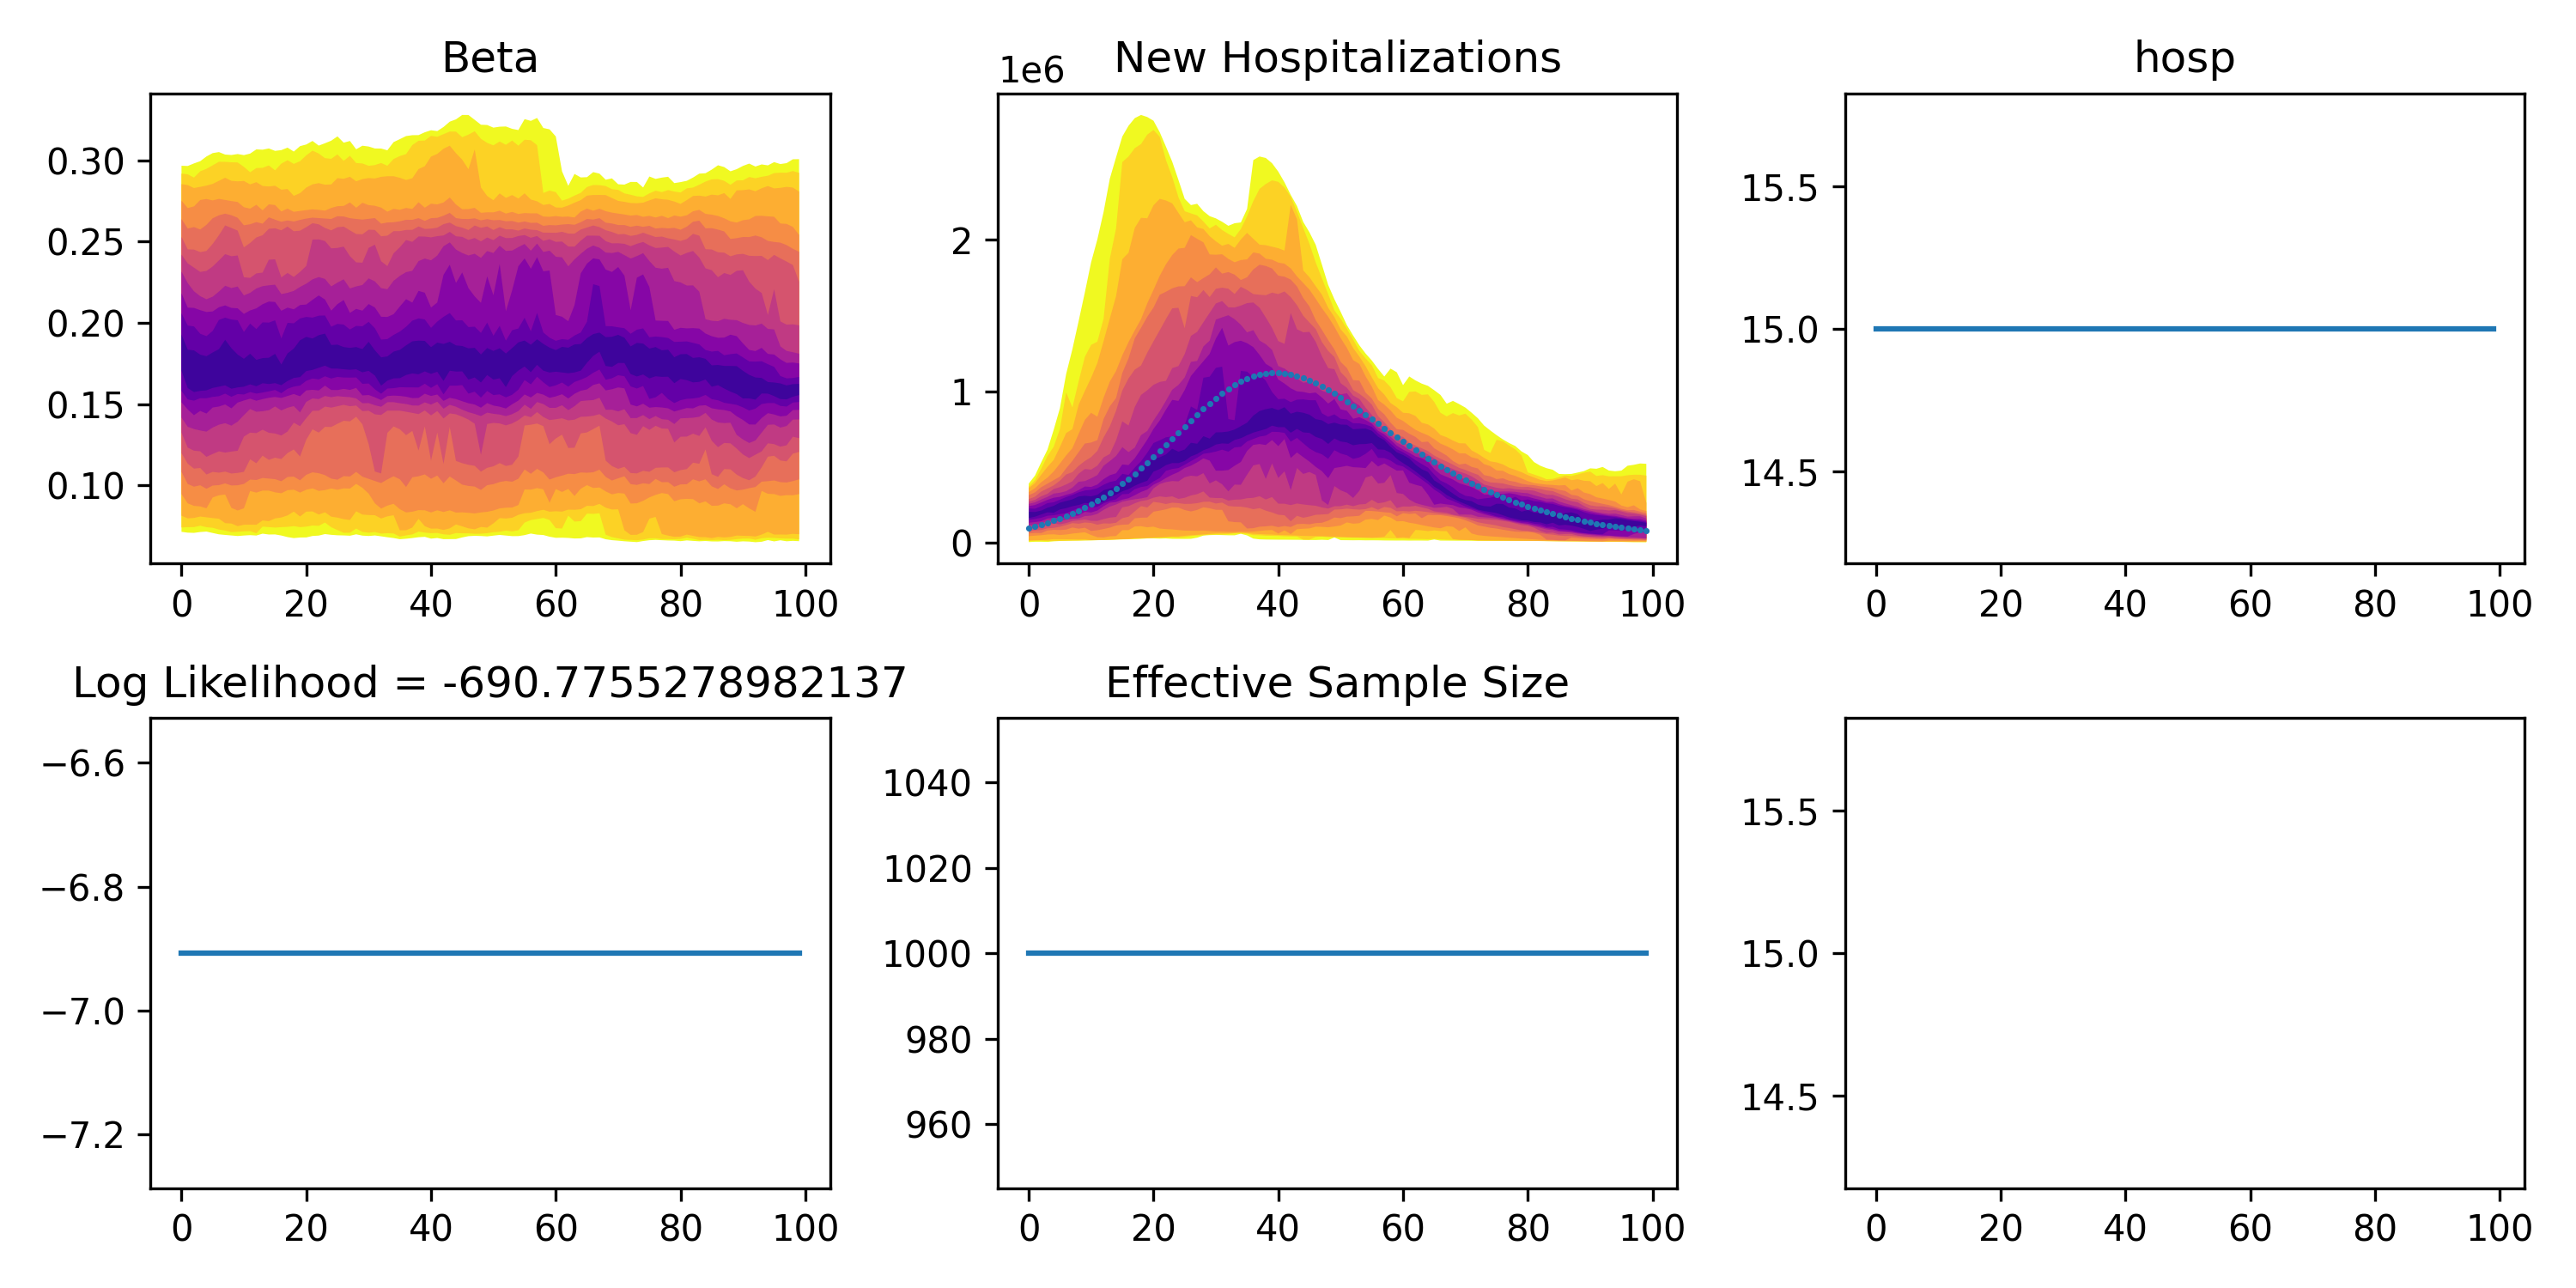 Beta
0.30
0.25
0.20
0.15
0.10
0 20 40 60 80 100
New Hospitalizations
1e6
2
1
0
0 20 40 60 80 100
hosp
15.5
15.0
14.5
0 20 40 60 80 100
Log Likelihood = -690.7755278982137
−6.6
−6.8
−7.0
−7.2
0 20 40 60 80 100
Effective Sample Size
1040
1020
1000
980
960
0 20 40 60 80 100
15.5
15.0
14.5
0 20 40 60 80 100